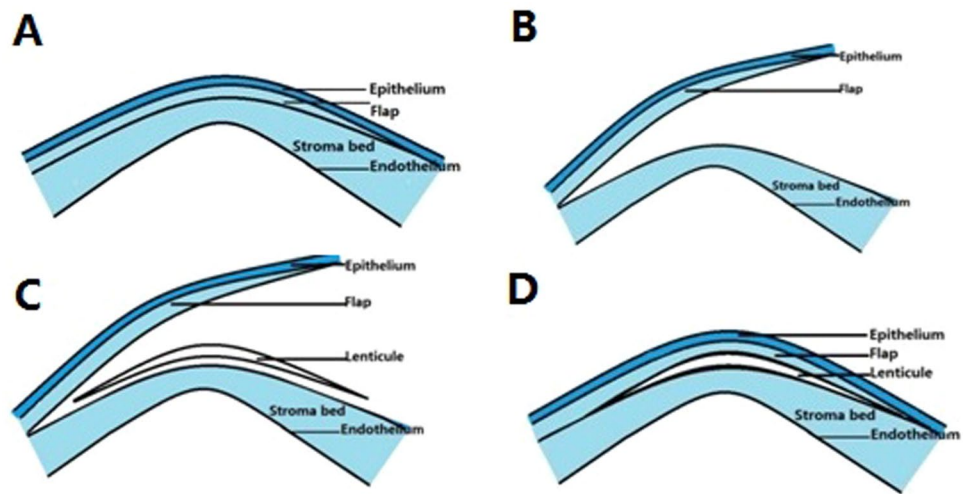 A
Epithelium
Flap
Stroma bed
Endothelium
B
Epithelium
Flap
Stroma bed
Endothelium
C
Epithelium
Flap
Lenticule
Stroma bed
Endothelium
D
Epithelium
Flap
Lenticule
Stroma bed
Endothelium